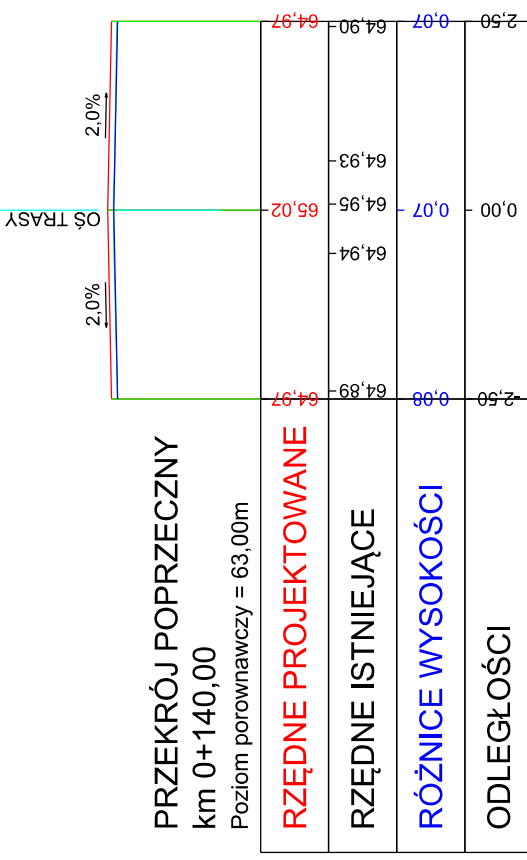 OŚ TRASY
2,0% 2,0%
PRZEKRÓJ POPRZECZNY
km 0+140,00
Poziom porownawczy = 63,00m
RZĘDNE PROJEKTOWANE 64,97 65,02 64,97
RZĘDNE ISTNIEJĄCE 64,89 64,94 64,95 64,93 64,90
RÓŻNICE WYSOKOŚCI 0,08 0,07 0,07
ODLEGŁOŚCI -2,50 0,00 2,50